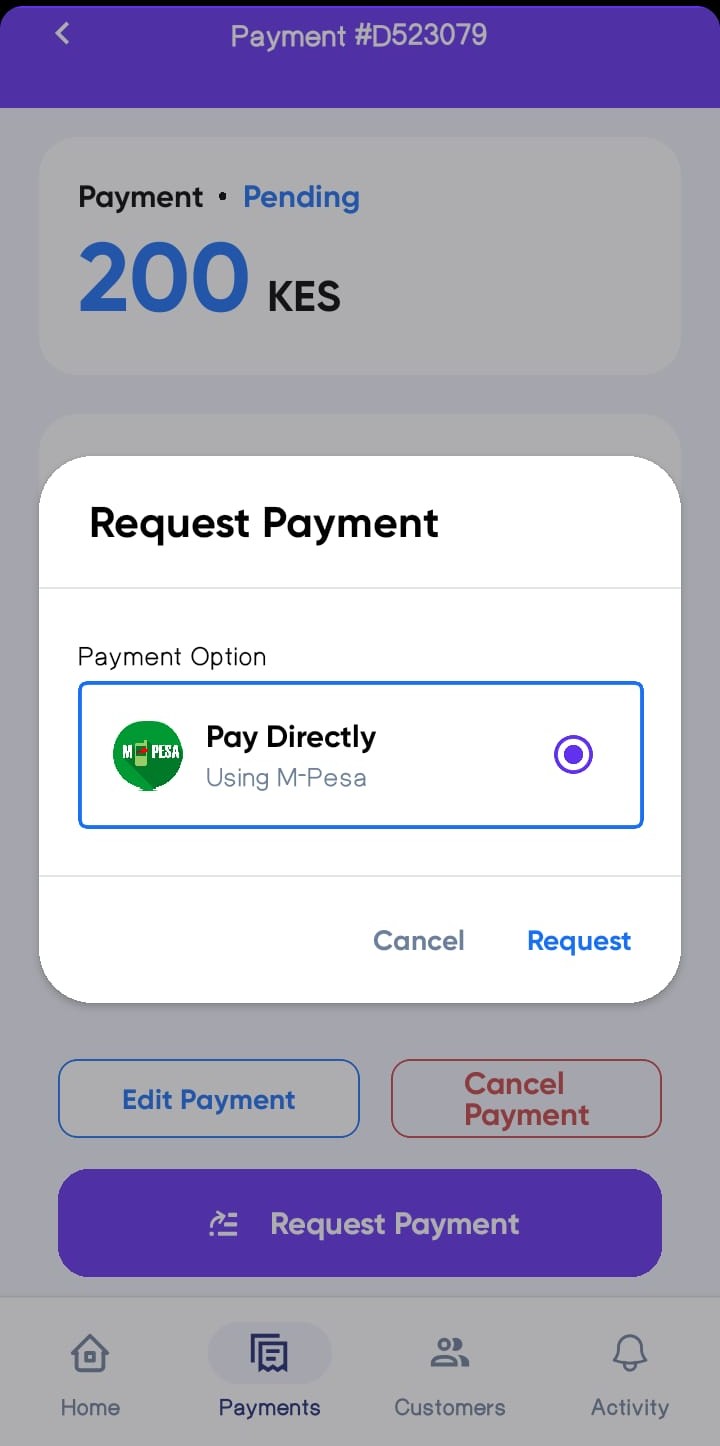 Payment #D523079
Payment • Pending
200 KES
Request Payment
Payment Option
M PESA
Pay Directly
Using M-Pesa
Cancel
Request
Edit Payment
Cancel
Payment
Request Payment
Home
Payments
Customers
Activity